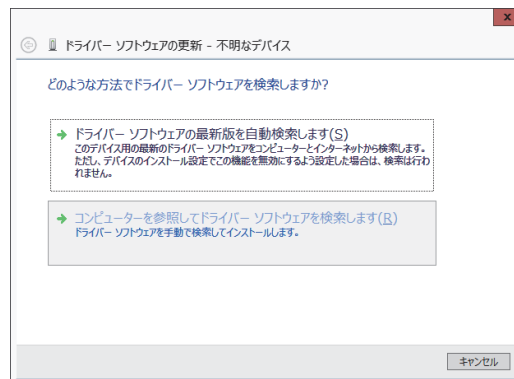 ドライバー ソフトウェアの更新 - 不明なデバイス
どのような方法でドライバー ソフトウェアを検索しますか?
ドライバー ソフトウェアの最新版を自動検索します(S)
このデバイス用の最新のドライバー ソフトウェアをコンピューターとインターネットから検索します。
ただし、デバイスのインストール設定でこの機能を無効にするよう設定した場合は、検索は行わ
れません。
コンピューターを参照してドライバー ソフトウェアを検索します(R)
ドライバー ソフトウェアを手動で検索してインストールします。
キャンセル